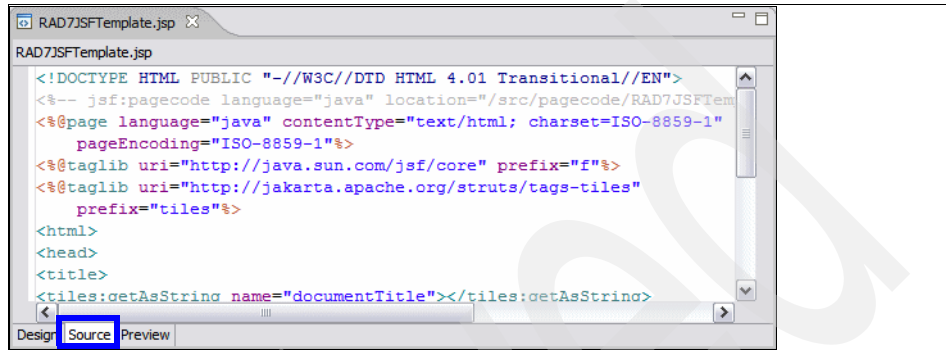 RAD7JSFTemplate.jsp
RAD7JSFTemplate.jsp
<!DOCTYPE HTML PUBLIC "-//W3C//DTD HTML 4.01 Transitional//EN">
<%-- jsf:pagecode language="java" location="/src/pagecode/RAD7JSFTem
<%@page language="java" contentType="text/html; charset=ISO-8859-1"
pageEncoding="ISO-8859-1"%>
<%@taglib uri="http://java.sun.com/jsf/core" prefix="f"%>
<%@taglib uri="http://jakarta.apache.org/struts/tags-tiles"
prefix="tiles"%>
<html>
<head>
<title>
<tiles:getAsString name="documentTitle"></tiles:getAsString>
Design Source Preview